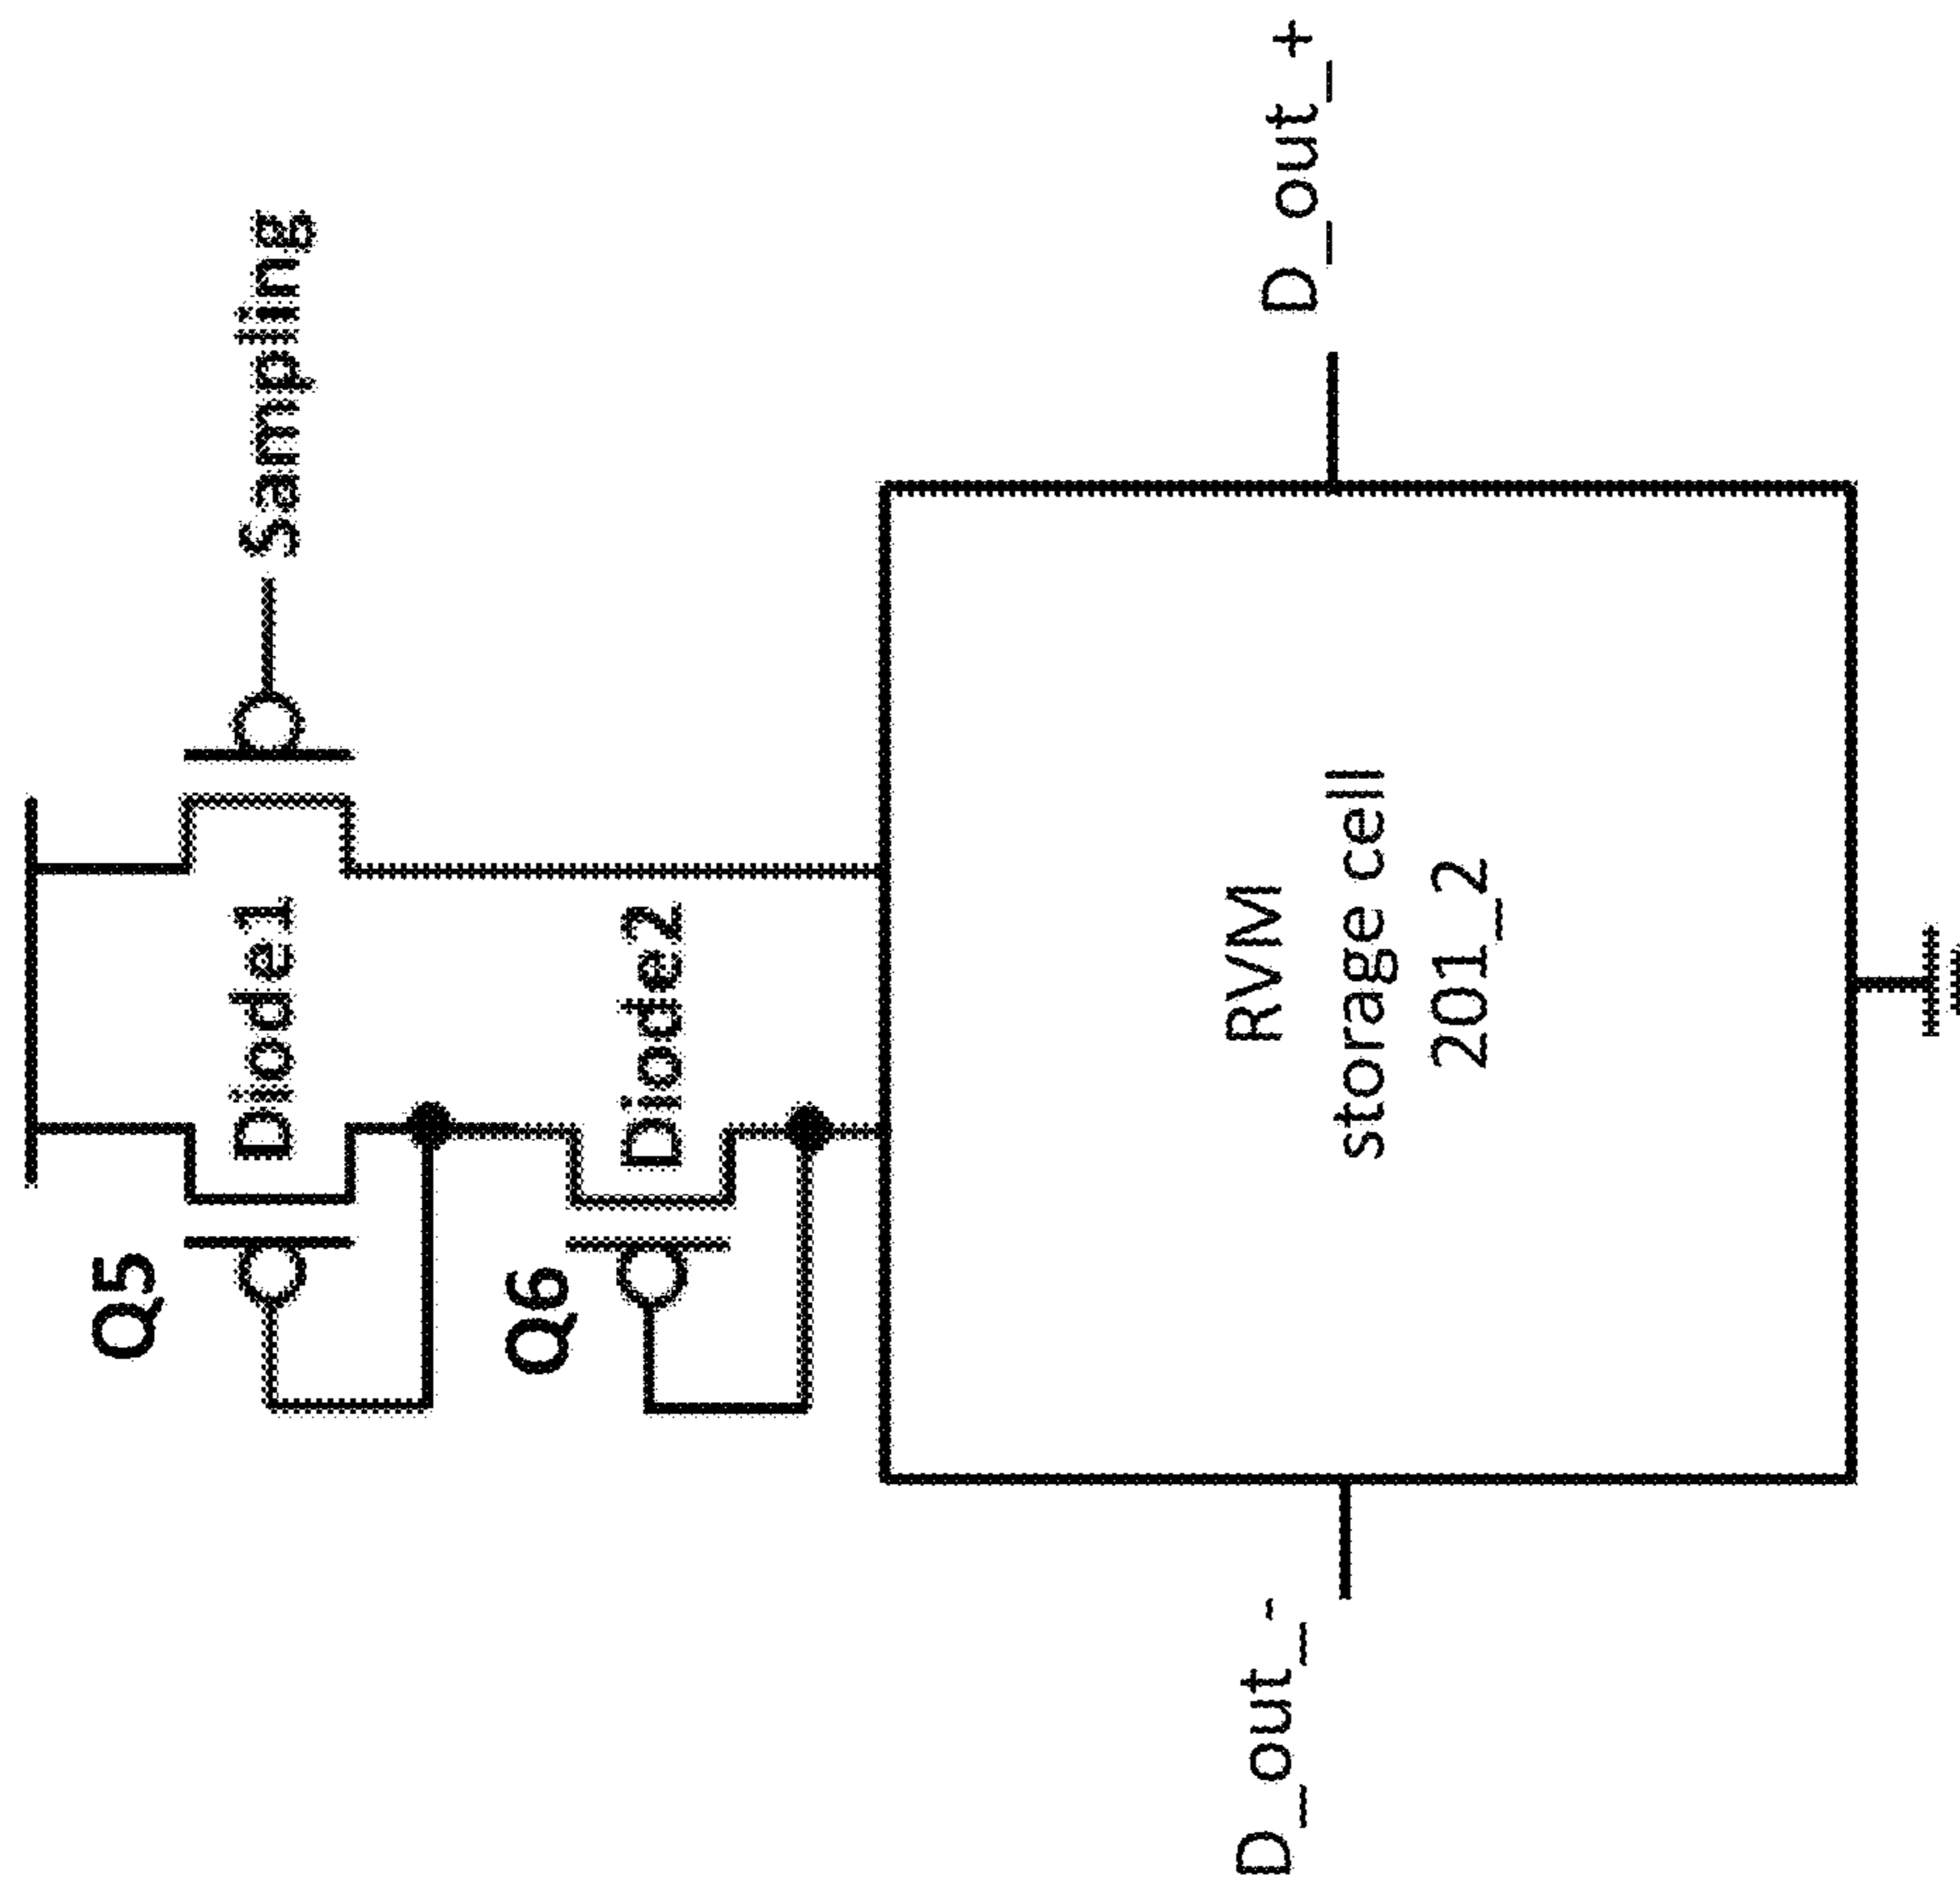 Q5
Diode1
Sampling
Q6
Diode2
D_out_-
RVM
storage cell
201_2
D_out_+